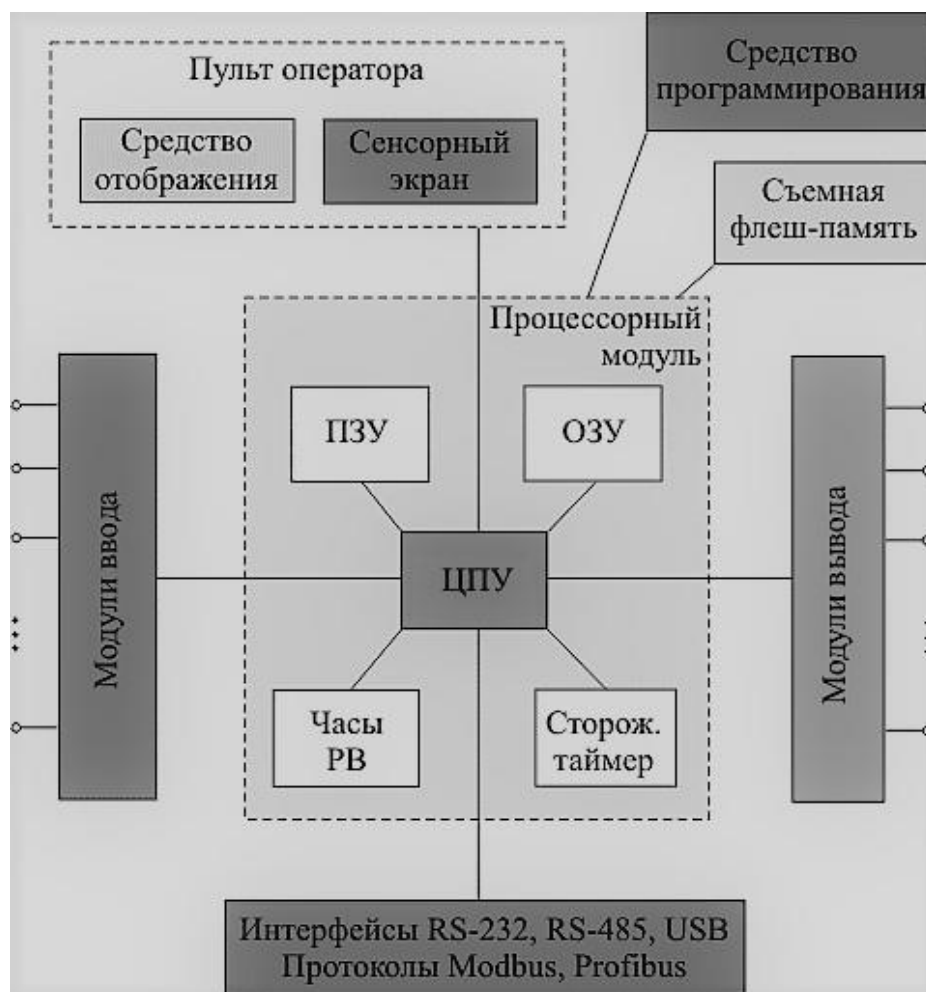 Пульт оператора
Средство
отображения
Сенсорный
экран
Средство
программирования
Съемная
флеш-память
Процессорный
модуль
ПЗУ
ОЗУ
Модули ввода
ЦПУ
Модули вывода
Часы
РВ
Сторож.
таймер
Интерфейсы RS-232, RS-485, USB
Протоколы Modbus, Profibus